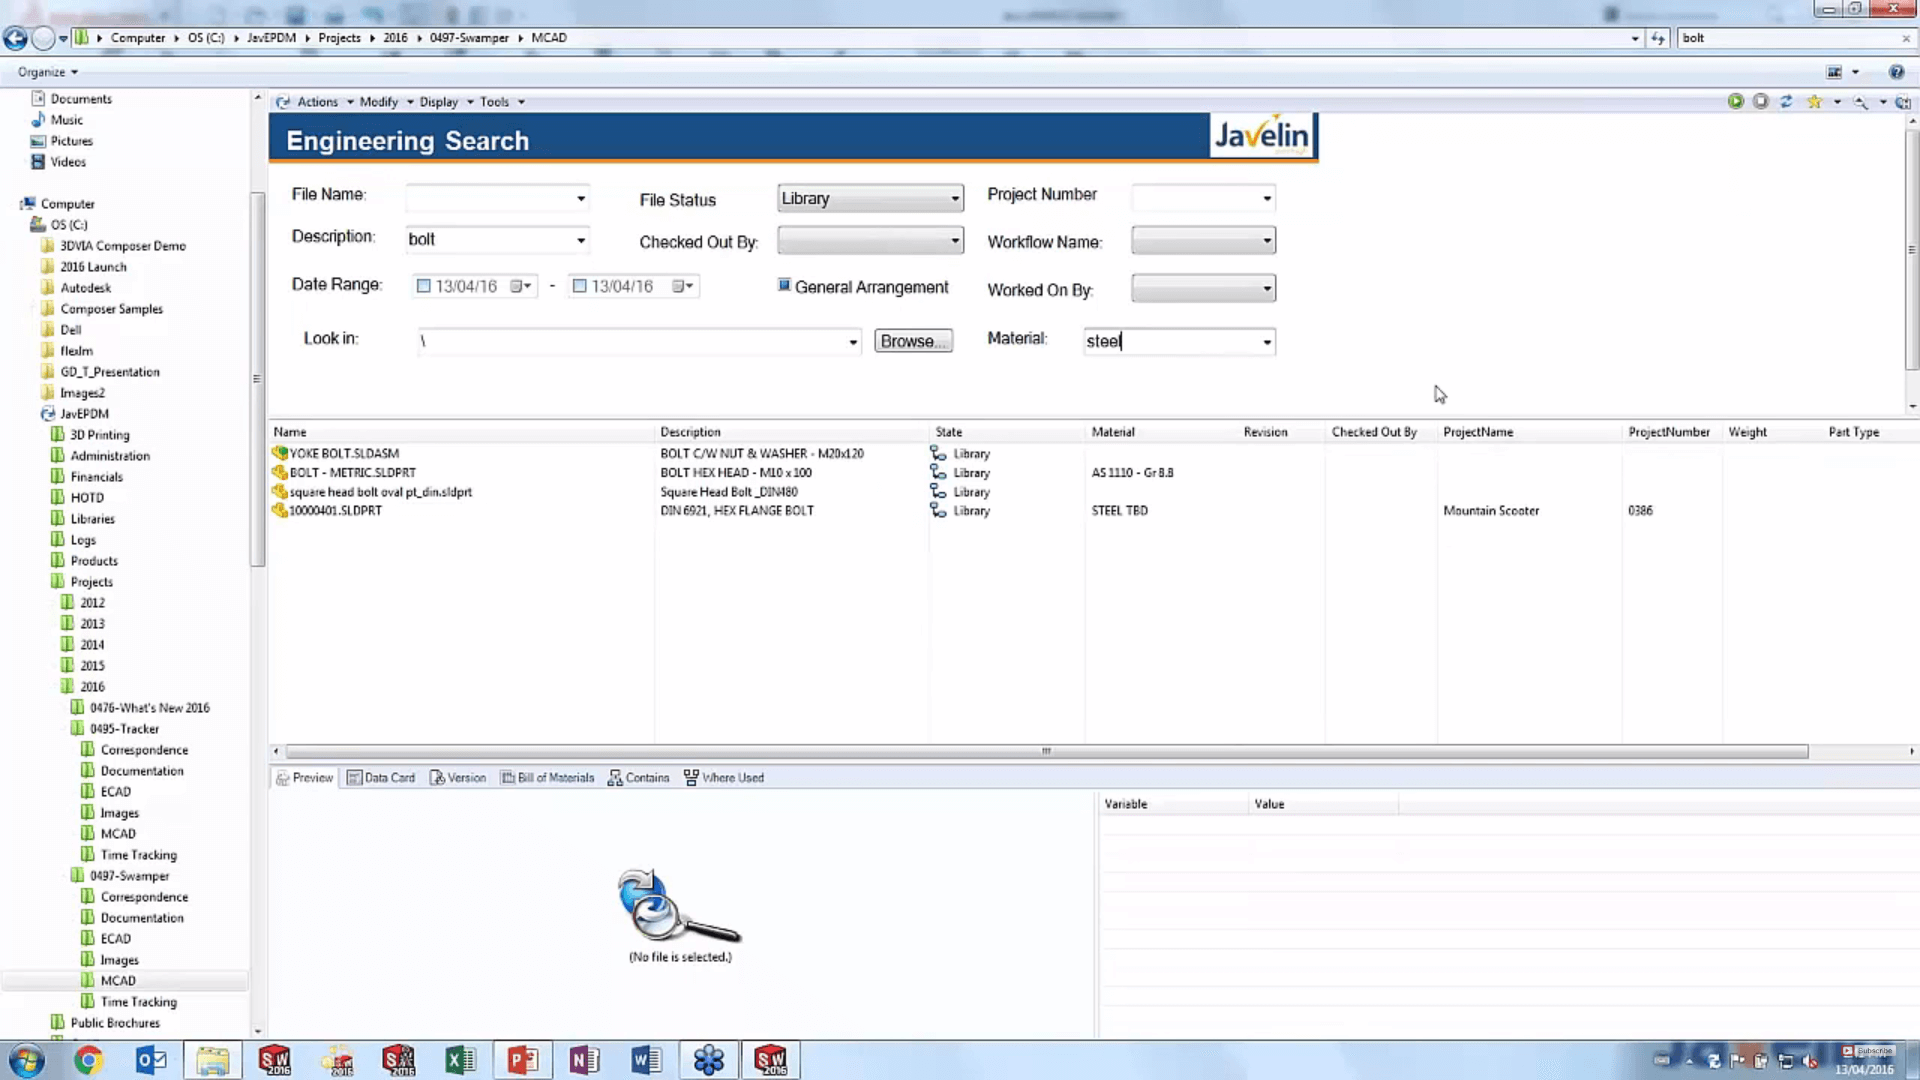 Computer ▸ OS (C:) ▸ JavEPDM ▸ Projects ▸ 2016 ▸ 0497-Swamper ▸ MCAD
bolt
Organize
Documents
Music
Pictures
Videos
Computer
OS (C:)
3DVIA Composer Demo
2016 Launch
Autodesk
Composer Samples
Dell
flexlm
GD_T_Presentation
Images2
JavEPDM
3D Printing
Administration
Financials
HOTD
Libraries
Logs
Products
Projects
2012
2013
2014
2015
2016
0476-What's New 2016
0495-Tracker
Correspondence
Documentation
ECAD
Images
MCAD
Time Tracking
0497-Swamper
Correspondence
Documentation
ECAD
Images
MCAD
Time Tracking
Public Brochures
Actions Modify Display Tools
Engineering Search
Javelin
File Name:
File Status Library
Project Number
Description: bolt
Checked Out By:
Workflow Name:
Date Range: 13/04/16 - 13/04/16
General Arrangement
Worked On By:
Look in: \ Browse...
Material: steel
Name Description State Material Revision Checked Out By ProjectName ProjectNumber Weight Part Type
YOKE BOLT.SLDASM BOLT C/W NUT & WASHER - M20x120 Library
BOLT - METRIC.SLDPRT BOLT HEX HEAD - M10 x 100 Library AS 1110 - Gr 8.8
square head bolt oval pt_din.sldprt Square Head Bolt _DIN480 Library
10000401.SLDPRT DIN 6921, HEX FLANGE BOLT Library STEEL TBD Mountain Scooter 0386
Preview Data Card Version Bill of Materials Contains Where Used
Variable Value
(No file is selected.)
SW 2016
2016
2016
SW 2016
Subscribe
13/04/2016